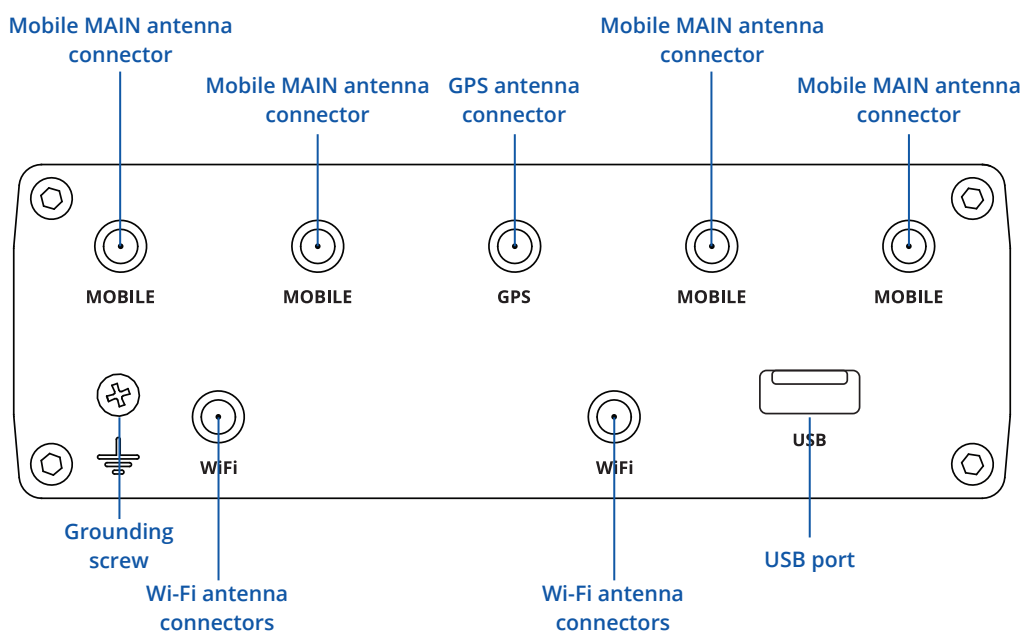 Mobile MAIN antenna
connector
Mobile MAIN antenna
connector
Mobile MAIN antenna
connector
GPS antenna
connector
Mobile MAIN antenna
connector
MOBILE
MOBILE
GPS
MOBILE
MOBILE
USB
WiFi
WiFi
Grounding
screw
USB port
Wi-Fi antenna
connectors
Wi-Fi antenna
connectors